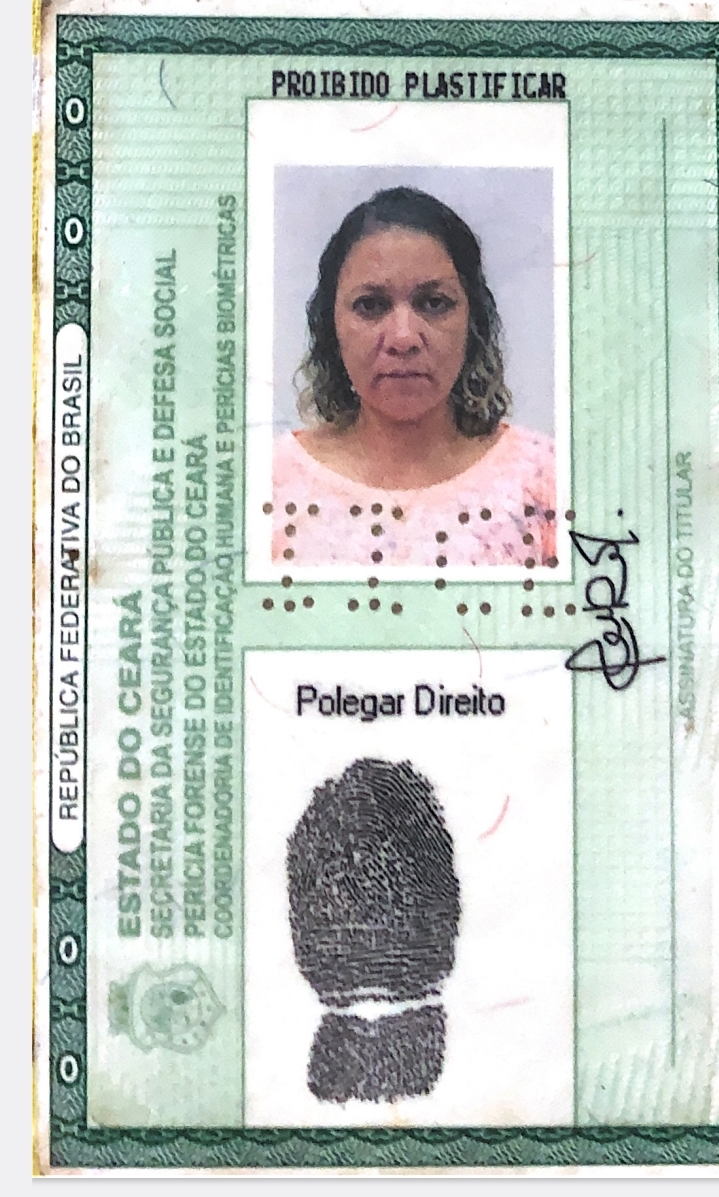 PROIBIDO PLASTIFICAR
REPÚBLICA FEDERATIVA DO BRASIL
ESTADO DO CEARÁ
SECRETARIA DA SEGURANÇA PÚBLICA E DEFESA SOCIAL
PERÍCIA FORENSE DO ESTADO DO CEARÁ
COORDENADORIA DE IDENTIFICAÇÃO HUMANA E PERÍCIAS BIOMÉTRICAS
Polegar Direito
ASSINATURA DO TITULAR